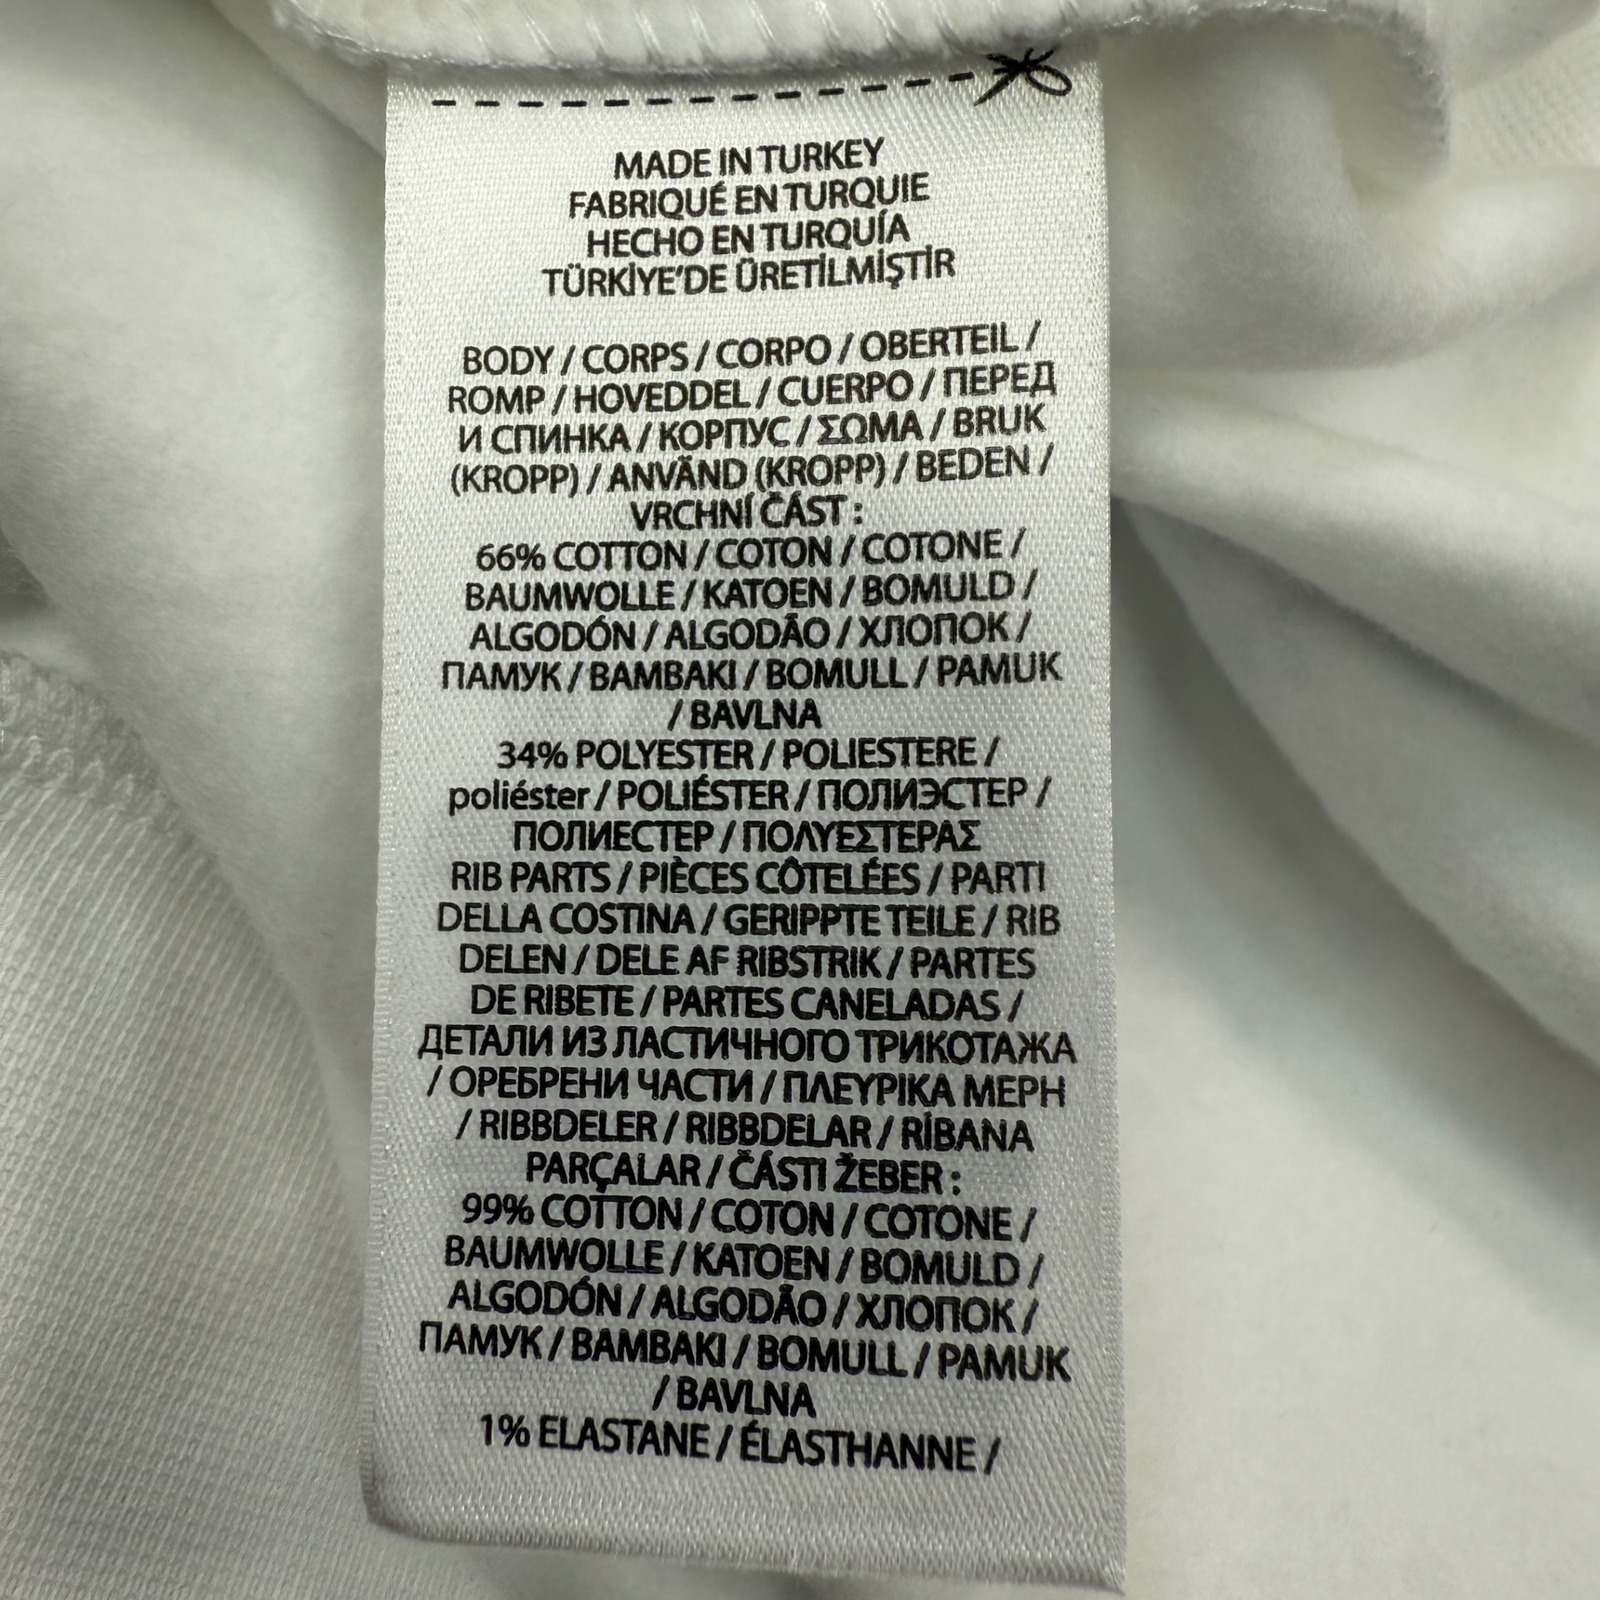 MADE IN TURKEY
FABRIQUÉ EN TURQUIE
HECHO EN TURQUÍA
TÜRKİYE'DE ÜRETİLMİŞTİR
BODY / CORPS / CORPO / OBERTEIL /
ROMP / HOVEDDEL / CUERPO / ПЕРЕД
И СПИНКА / КОРПУС / ΣΩΜΑ / BRUK
(KROPP) / ANVÄND (KROPP) / BEDEN /
VRCHNÍ ČÁST :
66% COTTON / COTON / COTONE /
BAUMWOLLE / KATOEN / BOMULD /
ALGODÓN / ALGODÃO / ХЛОПОК /
ПАМУК / BAMBAKI / BOMULL / PAMUK
/ BAVLNA
34% POLYESTER / POLIESTERE /
poliéster / POLIÉSTER / ПОЛИЭСТЕР /
ПОЛИЕСТЕР / ΠΟΛΥΕΣΤΕΡΑΣ
RIB PARTS / PIÈCES CÔTELÉES / PARTI
DELLA COSTINA / GERIPPTE TEILE / RIB
DELEN / DELE AF RIBSTRIK / PARTES
DE RIBETE / PARTES CANELADAS /
ДЕТАЛИ ИЗ ЛАСТИЧНОГО ТРИКОТАЖА
/ ОРЕБРЕНИ ЧАСТИ / ΠΛΕΥΡΙΚΑ ΜΕΡΗ
/ RIBBDELER / RIBBDELAR / RİBANA
PARÇALAR / ČÁSTI ŽEBER :
99% COTTON / COTON / COTONE /
BAUMWOLLE / KATOEN / BOMULD /
ALGODÓN / ALGODÃO / ХЛОПОК /
ПАМУК / BAMBAKI / BOMULL / PAMUK
/ BAVLNA
1% ELASTANE / ÉLASTHANNE /